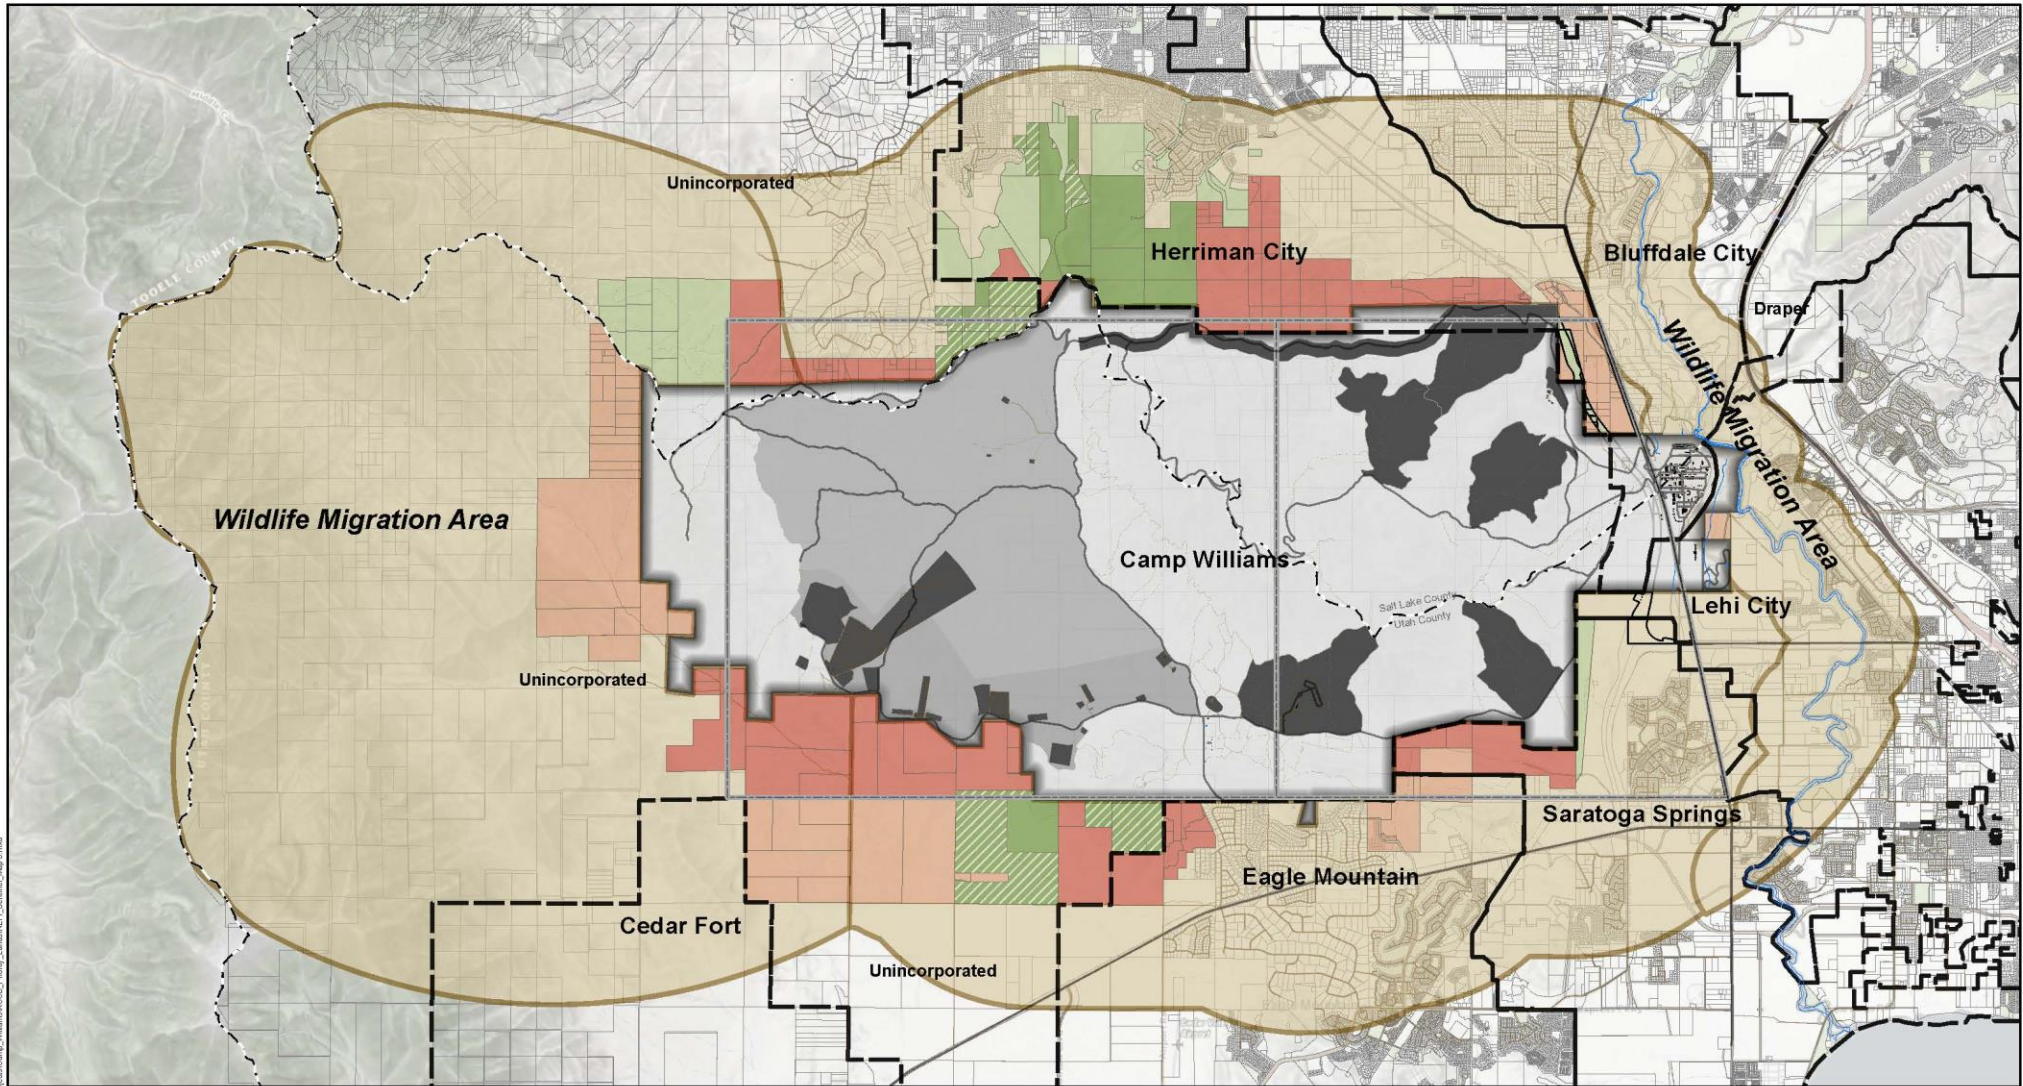 Unincorporated
Herriman City
Bluffdale City
TOOELE COUNTY
Draper
Wildlife Migration Area
Wildlife Migration Area
Camp Williams
Salt Lake County
Utah County
Lehi City
Unincorporated
Saratoga Springs
Eagle Mountain
Cedar Fort
Unincorporated